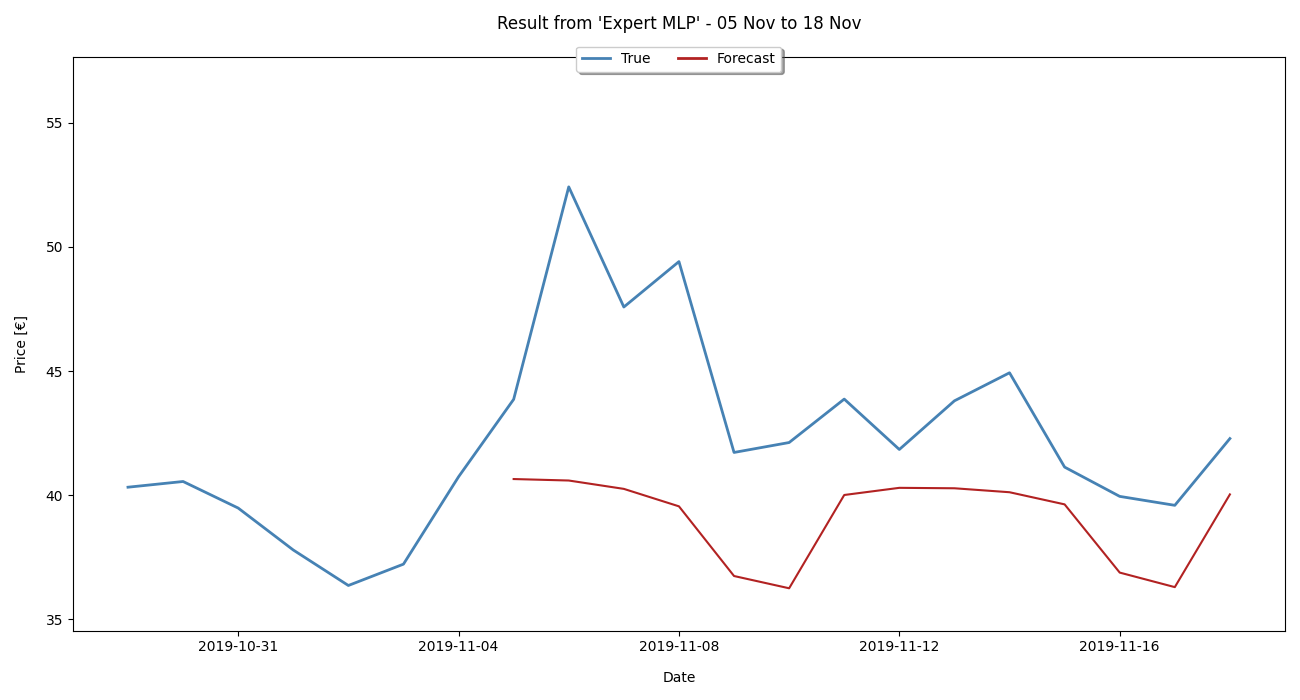 Result from 'Expert MLP' - 05 Nov to 18 Nov
True Forecast
55
50
45
40
35
Price [€]
2019-10-31 2019-11-04 2019-11-08 2019-11-12 2019-11-16
Date